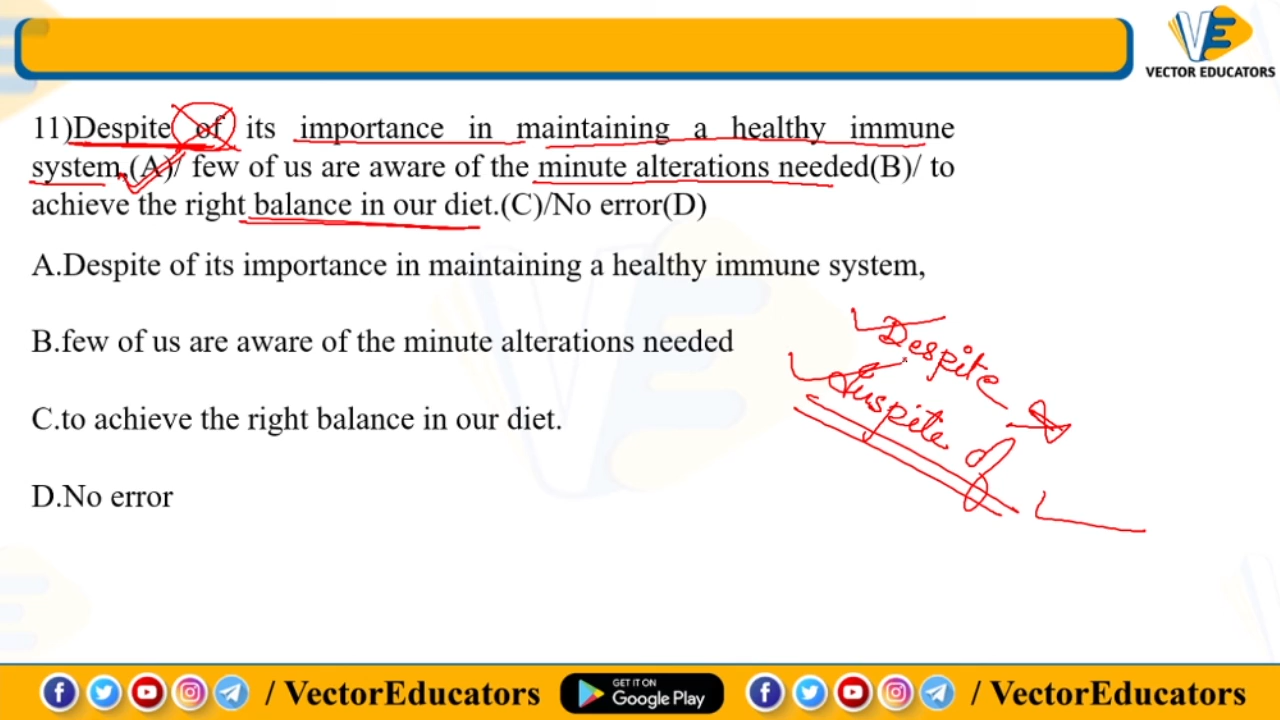 VE
VECTOR EDUCATORS
11)Despite of its importance in maintaining a healthy immune
system,(A)/ few of us are aware of the minute alterations needed(B)/ to
achieve the right balance in our diet.(C)/No error(D)
A.Despite of its importance in maintaining a healthy immune system,
B.few of us are aware of the minute alterations needed
C.to achieve the right balance in our diet.
D.No error
Despite
Inspite of
/ VectorEducators
GET IT ON
Google Play
/ VectorEducators